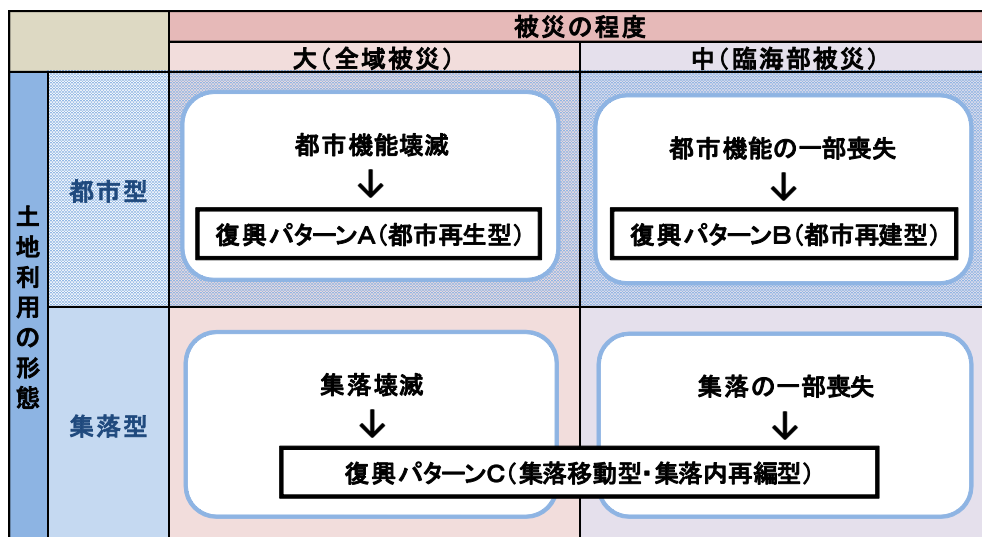 被災の程度
大（全域被災）
中（臨海部被災）
土地利用の形態
都市型
都市機能壊滅
↓
復興パターンA（都市再生型）
都市機能の一部喪失
↓
復興パターンB（都市再建型）
集落型
集落壊滅
↓
集落の一部喪失
↓
復興パターンC（集落移動型・集落内再編型）